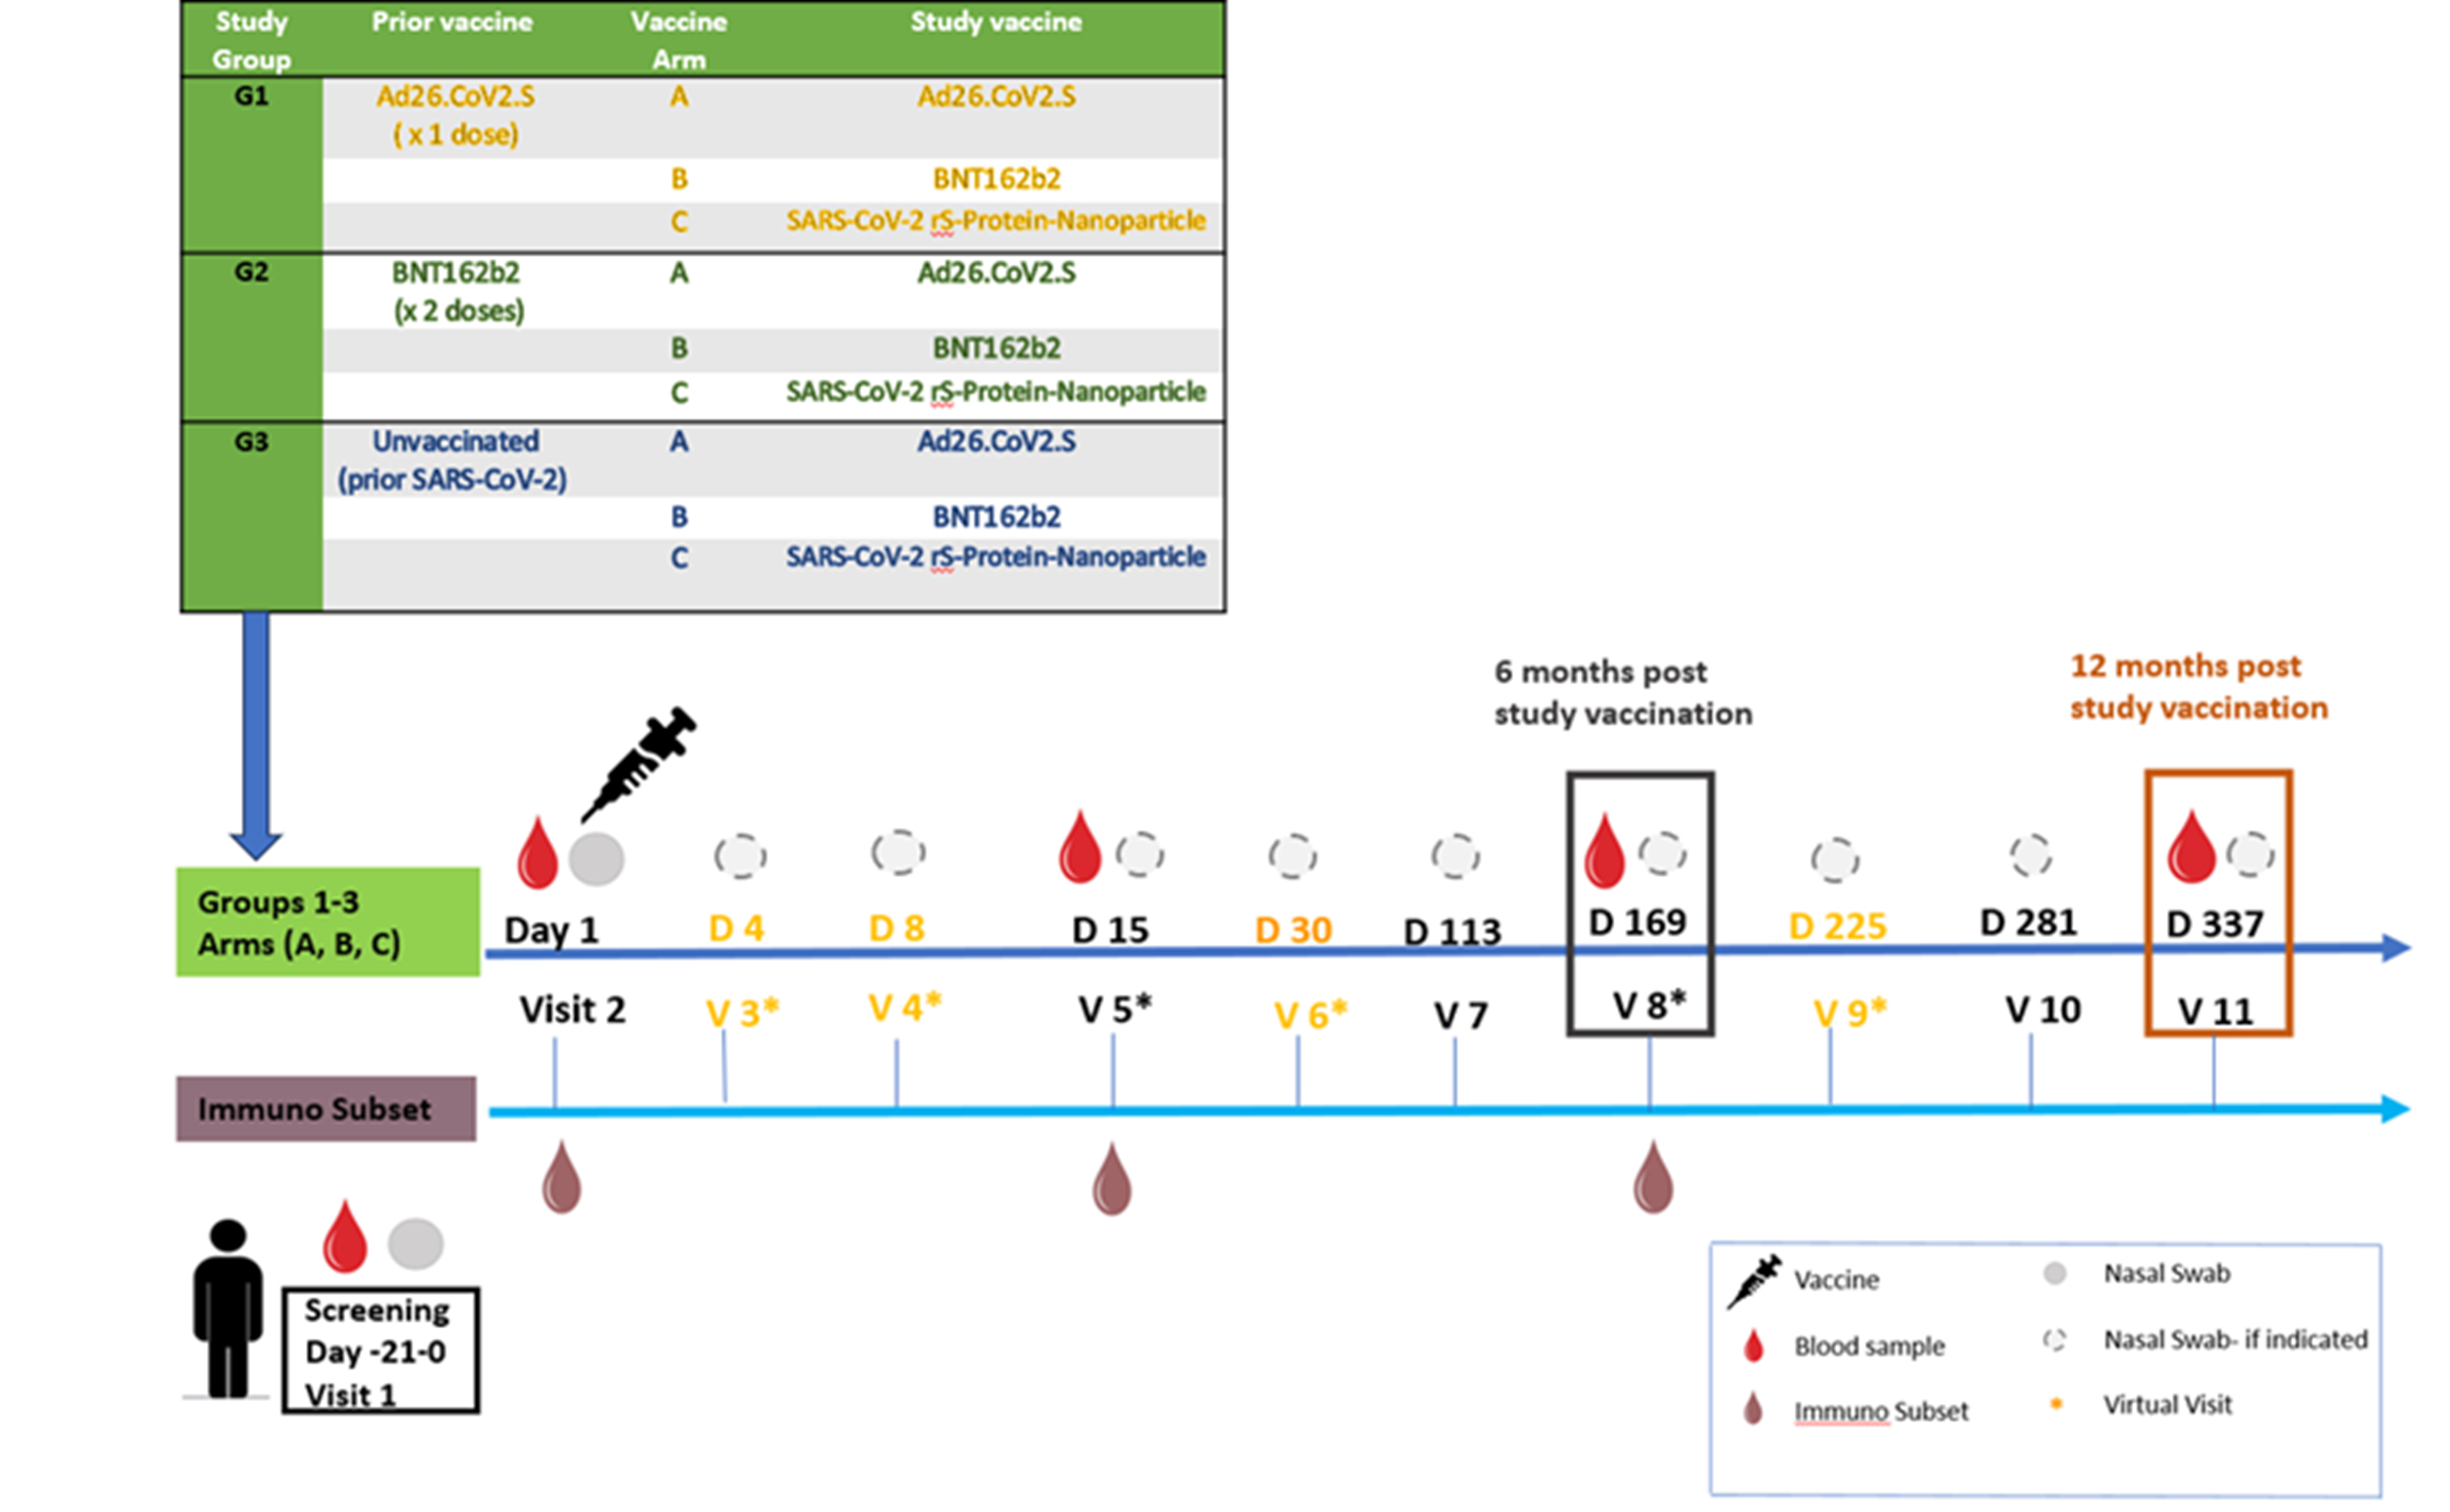 Study Group Prior vaccine Vaccine Arm Study vaccine
G1 Ad26.CoV2.S A Ad26.CoV2.S
( x 1 dose)
B BNT162b2
C SARS-CoV-2 rS-Protein-Nanoparticle
G2 BNT162b2 A Ad26.CoV2.S
(x 2 doses)
B BNT162b2
C SARS-CoV-2 rS-Protein-Nanoparticle
G3 Unvaccinated A Ad26.CoV2.S
(prior SARS-CoV-2)
B BNT162b2
C SARS-CoV-2 rS-Protein-Nanoparticle
6 months post
study vaccination
12 months post
study vaccination
Groups 1-3
Arms (A, B, C)
Day 1 D 4 D 8 D 15 D 30 D 113 D 169 D 225 D 281 D 337
Visit 2 V 3* V 4* V 5* V 6* V 7 V 8* V 9* V 10 V 11
Immuno Subset
Screening
Day -21-0
Visit 1
Vaccine
Blood sample
Immuno Subset
Nasal Swab
Nasal Swab- if indicated
* Virtual Visit